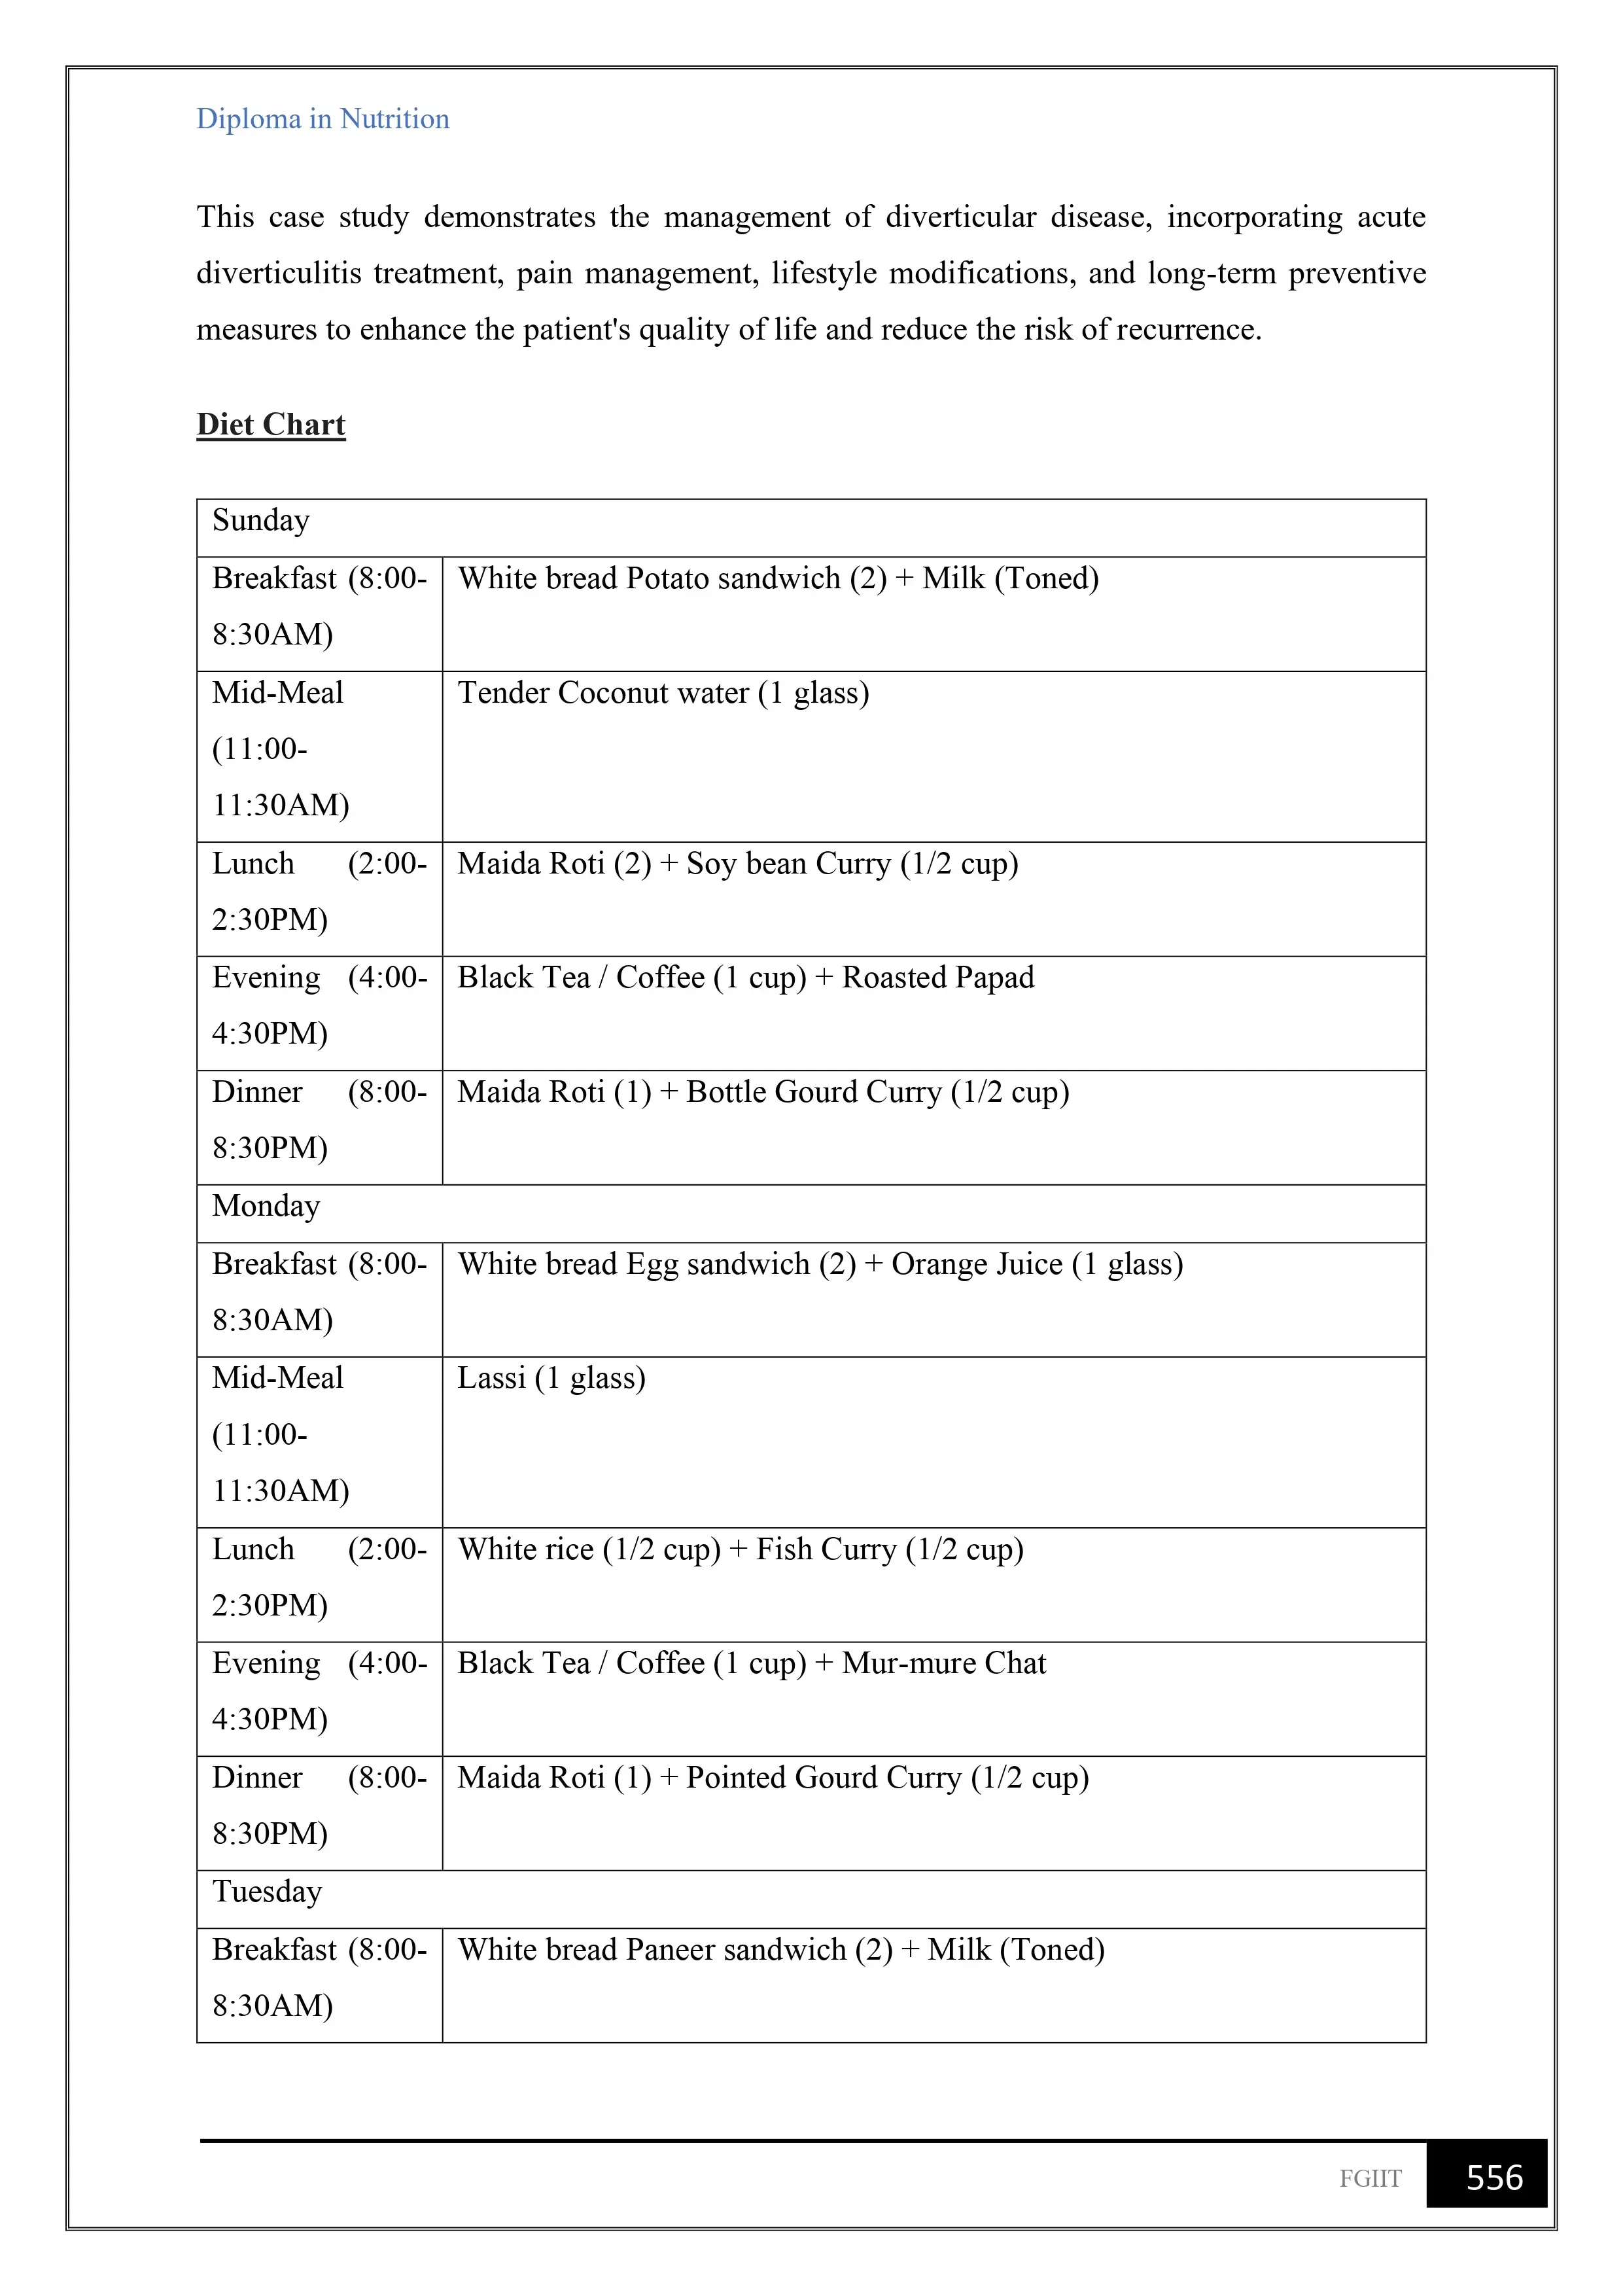 Diploma in Nutrition
This case study demonstrates the management of diverticular disease, incorporating acute
diverticulitis treatment, pain management, lifestyle modifications, and long-term preventive
measures to enhance the patient's quality of life and reduce the risk of recurrence.
Diet Chart
Sunday
Breakfast (8:00-
8:30AM)
White bread Potato sandwich (2) + Milk (Toned)
Mid-Meal
(11:00-
11:30AM)
Tender Coconut water (1 glass)
Lunch (2:00-
2:30PM)
Maida Roti (2) + Soy bean Curry (1/2 cup)
Evening (4:00-
4:30PM)
Black Tea / Coffee (1 cup) + Roasted Papad
Dinner (8:00-
8:30PM)
Maida Roti (1) + Bottle Gourd Curry (1/2 cup)
Monday
Breakfast (8:00-
8:30AM)
White bread Egg sandwich (2) + Orange Juice (1 glass)
Mid-Meal
(11:00-
11:30AM)
Lassi (1 glass)
Lunch (2:00-
2:30PM)
White rice (1/2 cup) + Fish Curry (1/2 cup)
Evening (4:00-
4:30PM)
Black Tea / Coffee (1 cup) + Mur-mure Chat
Dinner (8:00-
8:30PM)
Maida Roti (1) + Pointed Gourd Curry (1/2 cup)
Tuesday
Breakfast (8:00-
8:30AM)
White bread Paneer sandwich (2) + Milk (Toned)
FGIIT 556